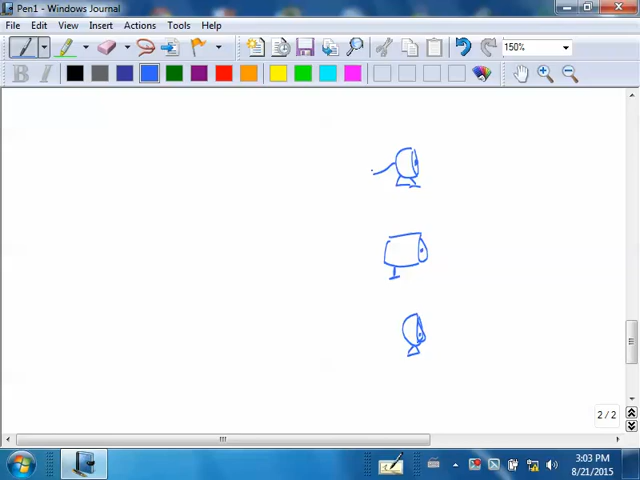 Pen1 - Windows Journal
File Edit View Insert Actions Tools Help
150%
B I
2 / 2
3:03 PM
8/21/2015